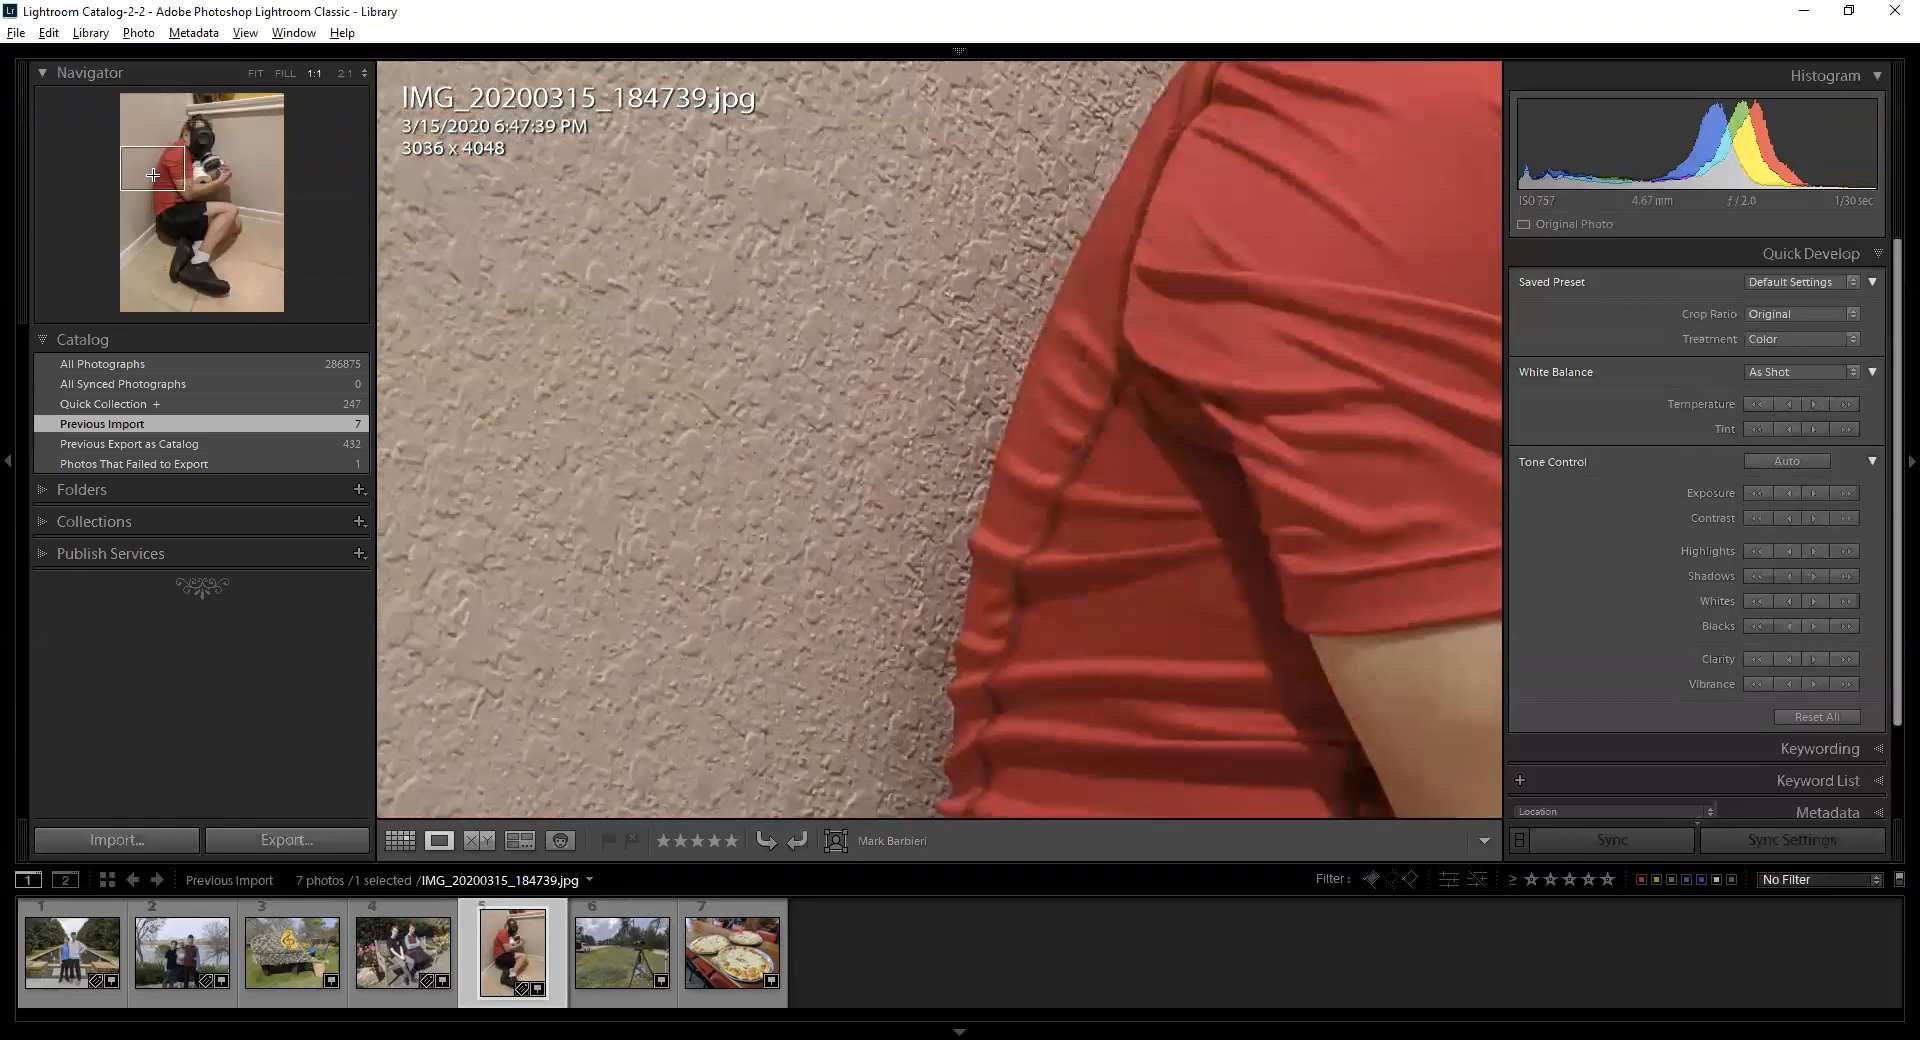 Lr Lightroom Catalog-2-2 - Adobe Photoshop Lightroom Classic - Library
File Edit Library Photo Metadata View Window Help
Navigator FIT FILL 1:1 2:1
IMG_20200315_184739.jpg
3/15/2020 6:47:39 PM
3036 x 4048
Catalog
All Photographs 286875
All Synced Photographs 0
Quick Collection + 247
Previous Import 7
Previous Export as Catalog 432
Photos That Failed to Export 1
Folders +
Collections +
Publish Services +
Import... Export...
Histogram
ISO 757 4.67 mm ƒ / 2.0 1/30 sec
Original Photo
Quick Develop
Saved Preset Default Settings
Crop Ratio Original
Treatment Color
White Balance As Shot
Temperature
Tint
Tone Control Auto
Exposure
Contrast
Highlights
Shadows
Whites
Blacks
Clarity
Vibrance
Reset All
Keywording
+ Keyword List
Location Metadata
Sync Sync Settings
X Y Mark Barbieri
1 2 Previous Import 7 photos / 1 selected / IMG_20200315_184739.jpg Filter : ≥ No Filter
1 2 3 4 5 6 7